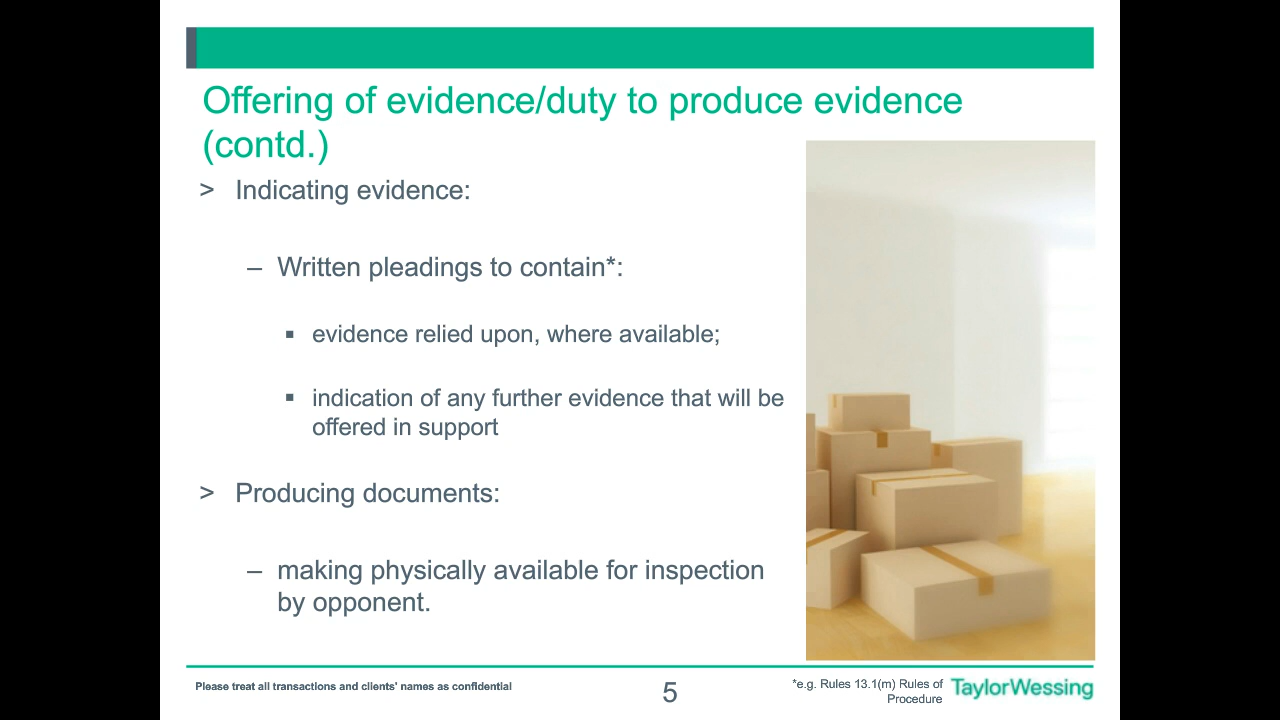 Offering of evidence/duty to produce evidence
(contd.)
> Indicating evidence:
– Written pleadings to contain*:
▪ evidence relied upon, where available;
▪ indication of any further evidence that will be
offered in support
> Producing documents:
– making physically available for inspection
by opponent.
Please treat all transactions and clients' names as confidential
5
*e.g. Rules 13.1(m) Rules of
Procedure
TaylorWessing